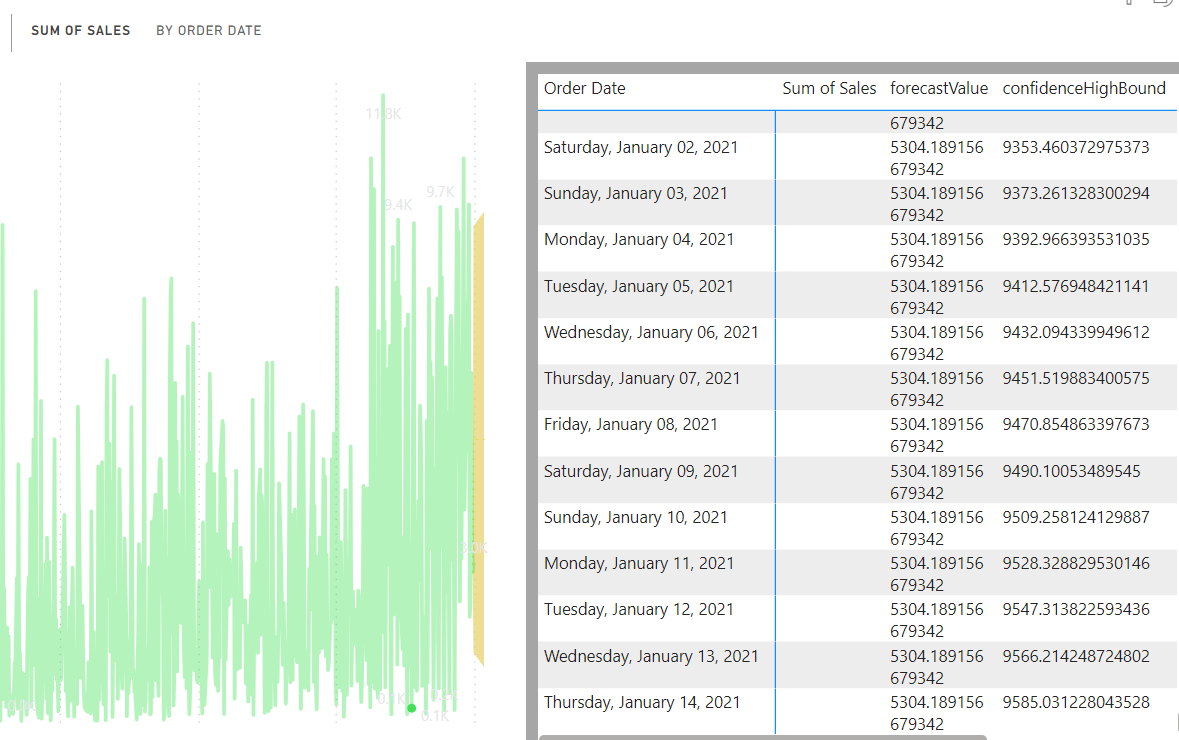 SUM OF SALES BY ORDER DATE
11.8K
9.7K
9.4K
0.1K
Order Date Sum of Sales forecastValue confidenceHighBound
679342
Saturday, January 02, 2021 5304.189156 9353.460372975373
679342
Sunday, January 03, 2021 5304.189156 9373.261328300294
679342
Monday, January 04, 2021 5304.189156 9392.966393531035
679342
Tuesday, January 05, 2021 5304.189156 9412.576948421141
679342
Wednesday, January 06, 2021 5304.189156 9432.094339949612
679342
Thursday, January 07, 2021 5304.189156 9451.519883400575
679342
Friday, January 08, 2021 5304.189156 9470.854863397673
679342
Saturday, January 09, 2021 5304.189156 9490.10053489545
679342
Sunday, January 10, 2021 5304.189156 9509.258124129887
679342
Monday, January 11, 2021 5304.189156 9528.328829530146
679342
Tuesday, January 12, 2021 5304.189156 9547.313822593436
679342
Wednesday, January 13, 2021 5304.189156 9566.214248724802
679342
Thursday, January 14, 2021 5304.189156 9585.031228043528
679342